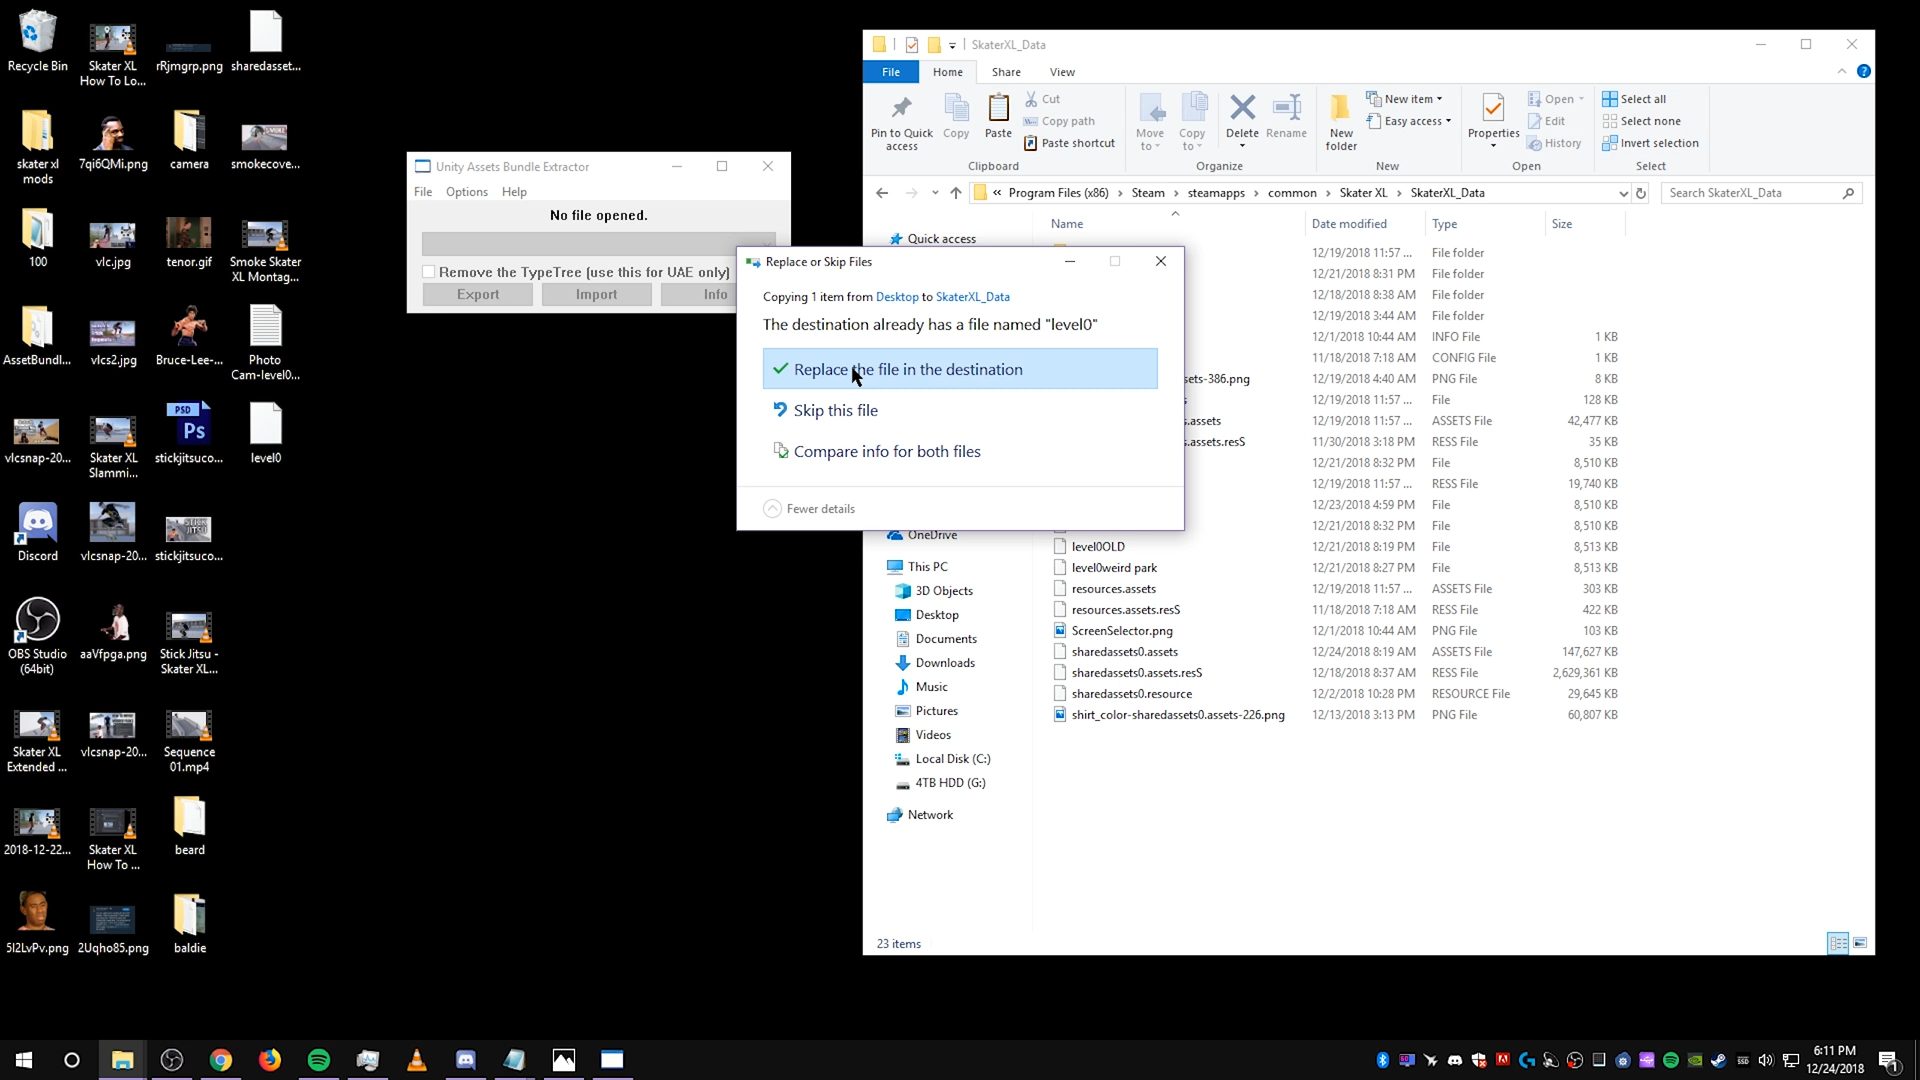 Recycle Bin
Skater XL
How To Lo...
rRjmgrp.png
sharedasset...
skater xl
mods
7qi6QMi.png
camera
smokecove...
100
vlc.jpg
tenor.gif
Smoke Skater
XL Montag...
AssetBundl...
vlcs2.jpg
Bruce-Lee-...
Photo
Cam-level0...
vlcsnap-20...
Skater XL
Slammi...
PSD
Ps
stickjitsuco...
level0
Discord
vlcsnap-20...
STICK
JITSU
stickjitsuco...
OBS Studio
(64bit)
aaVfpga.png
Stick Jitsu -
Skater XL...
Skater XL
Extended ...
vlcsnap-20...
Sequence
01.mp4
2018-12-22...
Skater XL
How To ...
beard
5I2LvPv.png
2Uqho85.png
baldie
Unity Assets Bundle Extractor
File Options Help
No file opened.
Remove the TypeTree (use this for UAE only)
Export Import Info
Replace or Skip Files
Copying 1 item from Desktop to SkaterXL_Data
The destination already has a file named "level0"
Replace the file in the destination
Skip this file
Compare info for both files
Fewer details
SkaterXL_Data
File Home Share View
Pin to Quick
access
Copy
Paste
Cut
Copy path
Paste shortcut
Clipboard
Move
to
Copy
to
Delete
Rename
Organize
New
folder
New item
Easy access
New
Properties
Open
Edit
History
Open
Select all
Select none
Invert selection
Select
« Program Files (x86) › Steam › steamapps › common › Skater XL › SkaterXL_Data
Search SkaterXL_Data
Name Date modified Type Size
Quick access
OneDrive
This PC
3D Objects
Desktop
Documents
Downloads
Music
Pictures
Videos
Local Disk (C:)
4TB HDD (G:)
Network
12/19/2018 11:57 ... File folder
12/21/2018 8:31 PM File folder
12/18/2018 8:38 AM File folder
12/19/2018 3:44 AM File folder
12/1/2018 10:44 AM INFO File 1 KB
11/18/2018 7:18 AM CONFIG File 1 KB
sets-386.png 12/19/2018 4:40 AM PNG File 8 KB
12/19/2018 11:57 ... File 128 KB
s.assets 12/19/2018 11:57 ... ASSETS File 42,477 KB
s.assets.resS 11/30/2018 3:18 PM RESS File 35 KB
12/21/2018 8:32 PM File 8,510 KB
12/19/2018 11:57 ... RESS File 19,740 KB
12/23/2018 4:59 PM File 8,510 KB
12/21/2018 8:32 PM File 8,510 KB
level0OLD 12/21/2018 8:19 PM File 8,513 KB
level0weird park 12/21/2018 8:27 PM File 8,513 KB
resources.assets 12/19/2018 11:57 ... ASSETS File 303 KB
resources.assets.resS 11/18/2018 7:18 AM RESS File 422 KB
ScreenSelector.png 12/1/2018 10:44 AM PNG File 103 KB
sharedassets0.assets 12/24/2018 8:19 AM ASSETS File 147,627 KB
sharedassets0.assets.resS 12/18/2018 8:37 AM RESS File 2,629,361 KB
sharedassets0.resource 12/2/2018 10:28 PM RESOURCE File 29,645 KB
shirt_color-sharedassets0.assets-226.png 12/13/2018 3:13 PM PNG File 60,807 KB
23 items
6:11 PM
12/24/2018
1